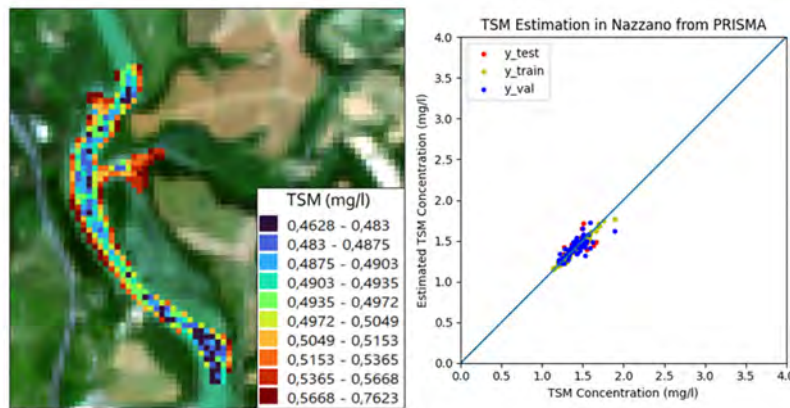 TSM (mg/l)
0,4628 - 0,483
0,483 - 0,4875
0,4875 - 0,4903
0,4903 - 0,4935
0,4935 - 0,4972
0,4972 - 0,5049
0,5049 - 0,5153
0,5153 - 0,5365
0,5365 - 0,5668
0,5668 - 0,7623
TSM Estimation in Nazzano from PRISMA
y_test
y_train
y_val
Estimated TSM Concentration (mg/l)
4.0
3.5
3.0
2.5
2.0
1.5
1.0
0.5
0.0
0.0 0.5 1.0 1.5 2.0 2.5 3.0 3.5 4.0
TSM Concentration (mg/l)